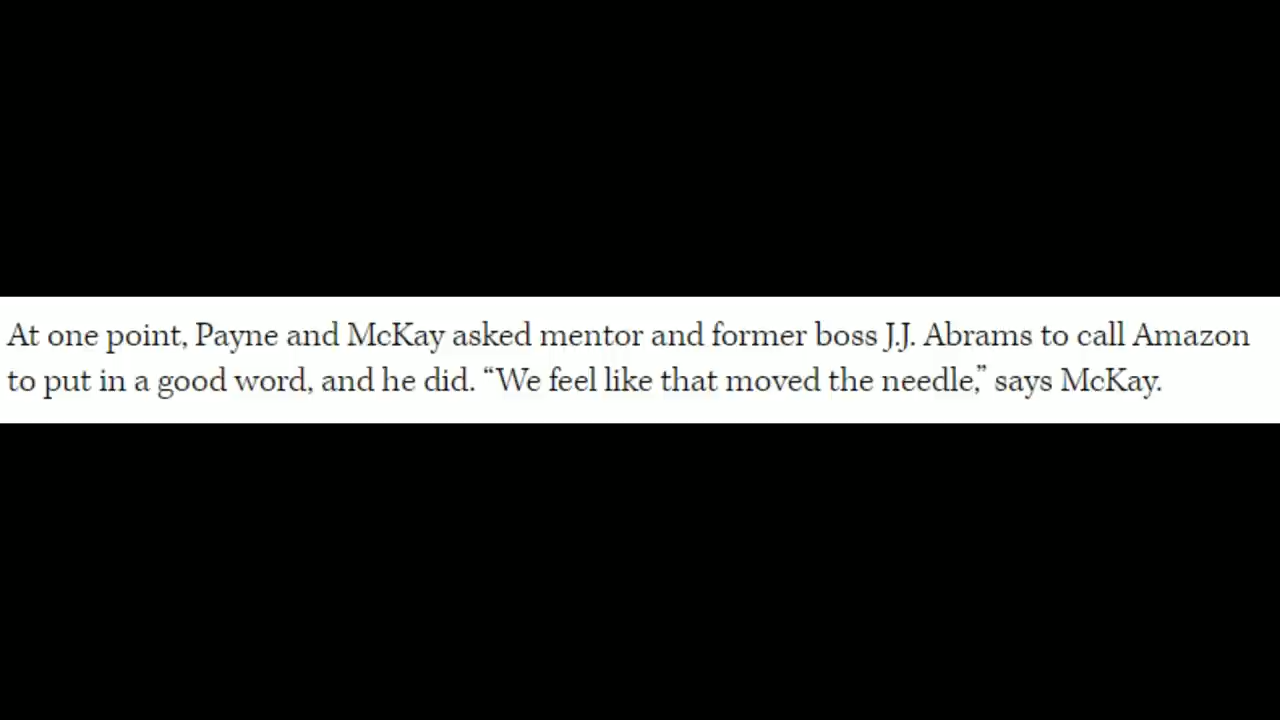 At one point, Payne and McKay asked mentor and former boss J.J. Abrams to call Amazon
to put in a good word, and he did. “We feel like that moved the needle,” says McKay.